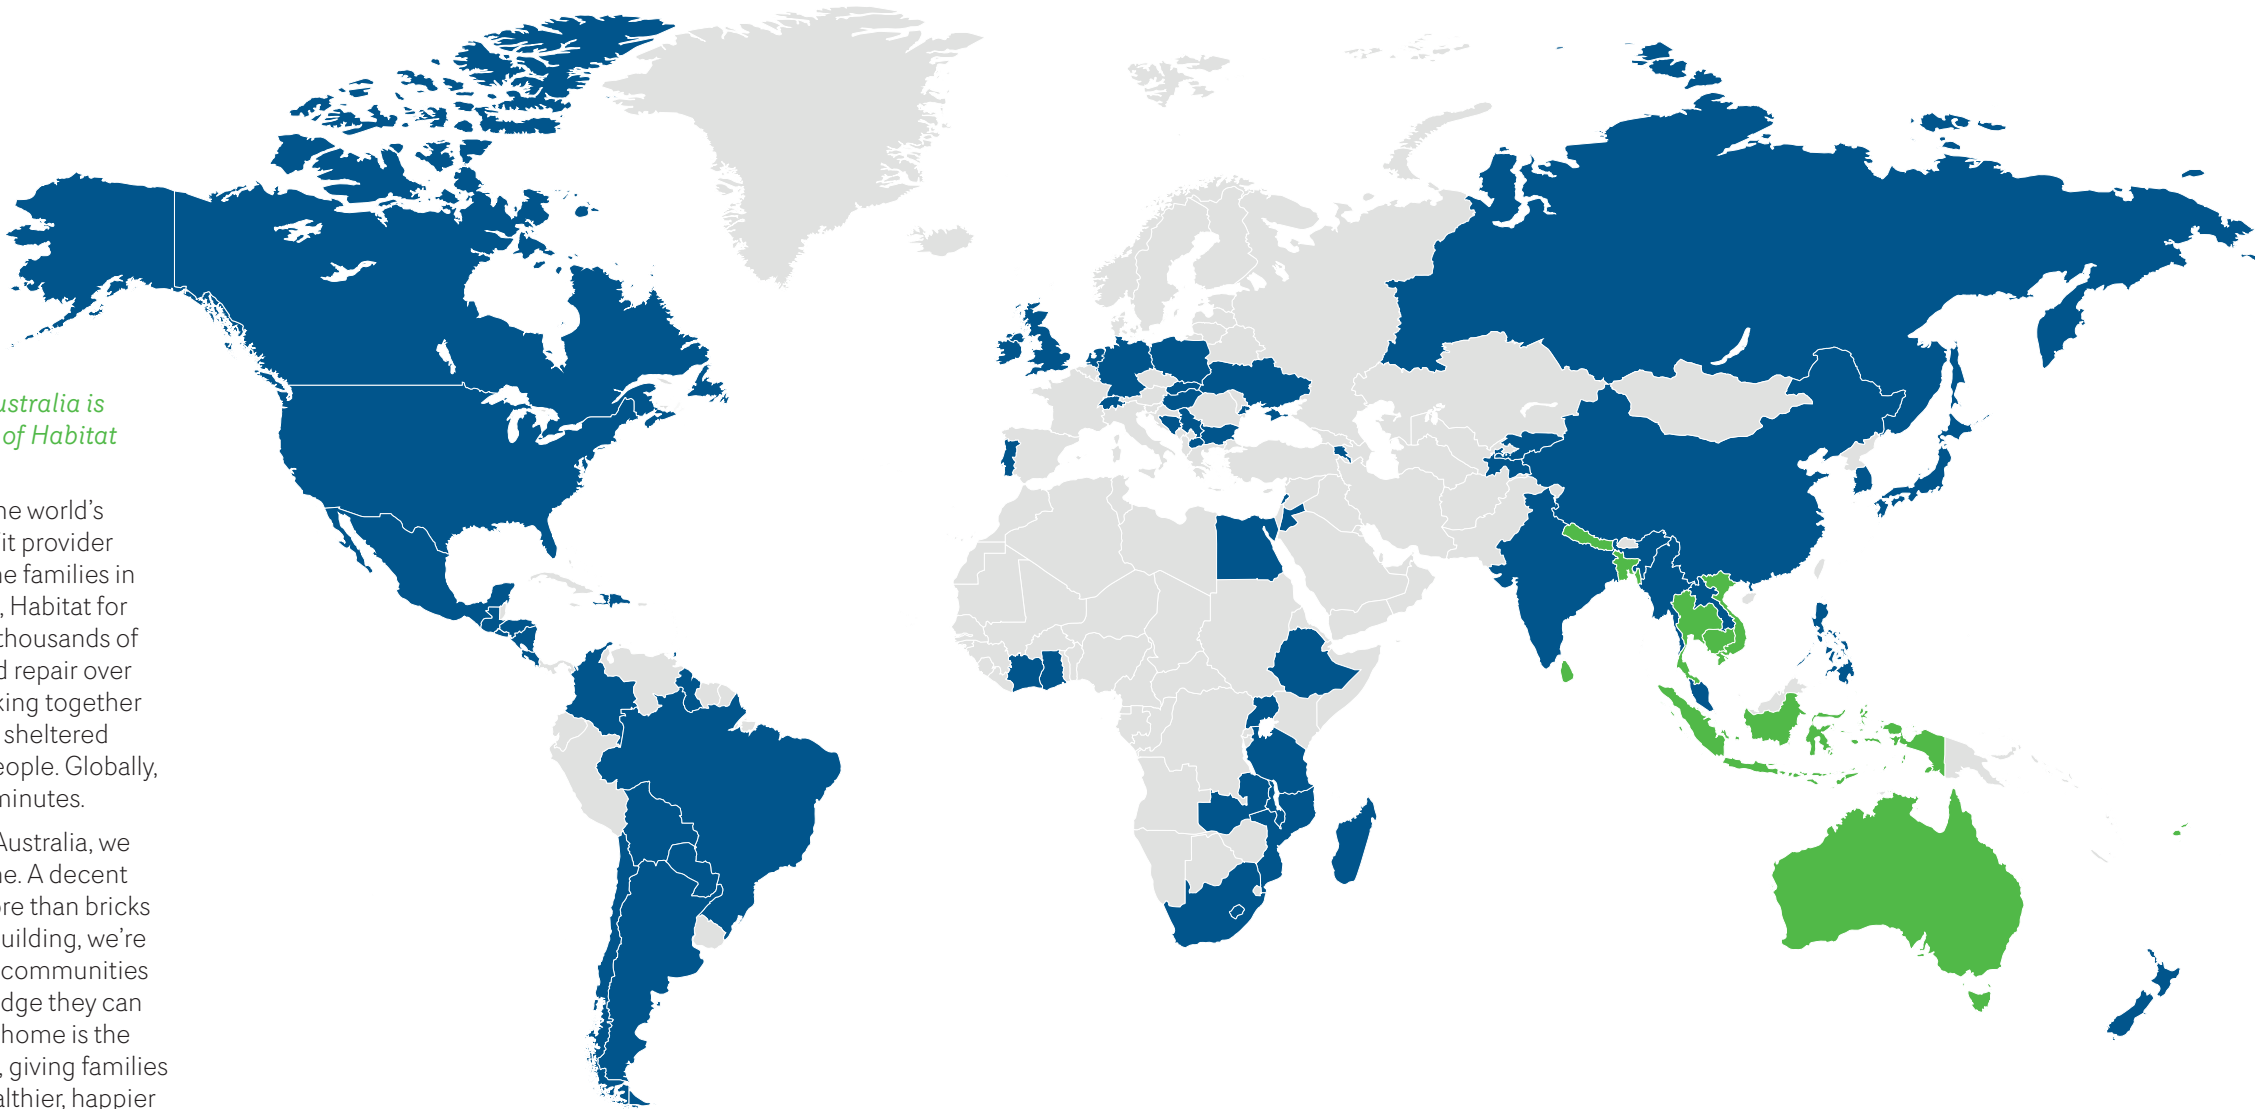 ustralia is
of Habitat
he world’s
it provider
he families in
, Habitat for
thousands of
d repair over
king together
sheltered
eople. Globally,
minutes.
Australia, we
ne. A decent
ore than bricks
uilding, we’re
communities
dge they can
home is the
, giving families
althier, happier